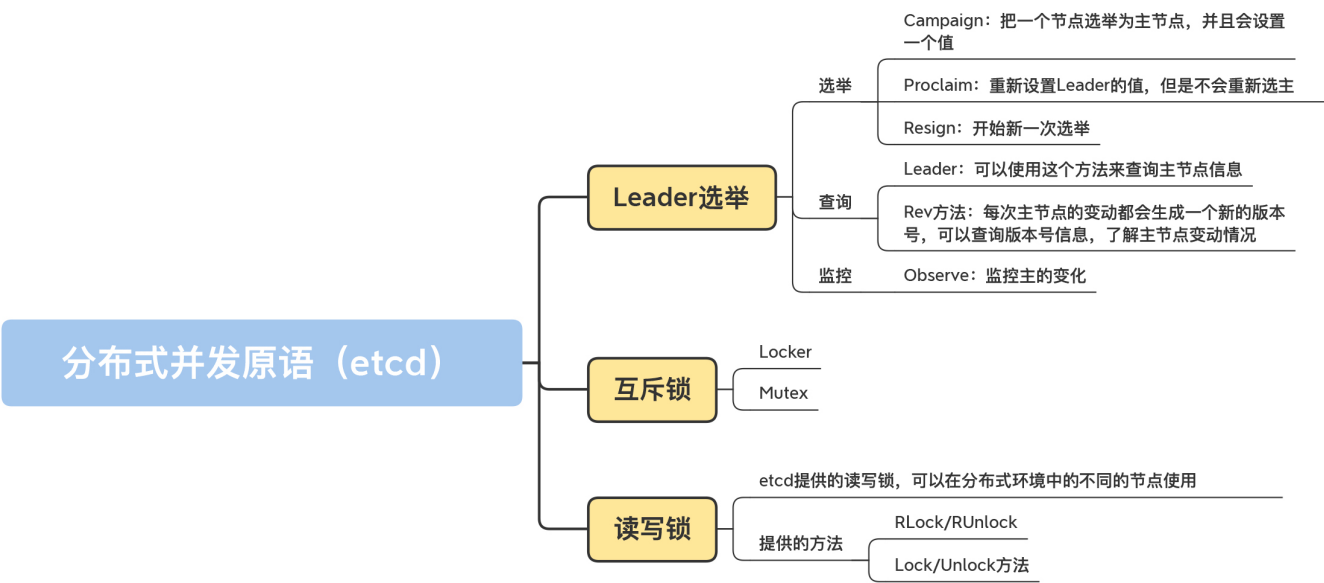 Campaign：把一个节点选举为主节点，并且会设置
一个值
选举
Proclaim：重新设置Leader的值，但是不会重新选主
Resign：开始新一次选举
Leader选举
Leader：可以使用这个方法来查询主节点信息
查询
Rev方法：每次主节点的变动都会生成一个新的版本
号，可以查询版本号信息，了解主节点变动情况
监控
Observe：监控主的变化
分布式并发原语（etcd）
互斥锁
Locker
Mutex
读写锁
etcd提供的读写锁，可以在分布式环境中的不同的节点使用
提供的方法
RLock/RUnlock
Lock/Unlock方法